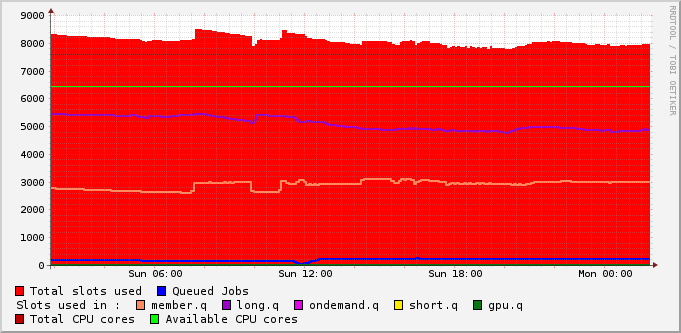 9000
8000
7000
6000
5000
4000
3000
2000
1000
0
Sun 06:00 Sun 12:00 Sun 18:00 Mon 00:00
RRDTOOL / TOBI OETIKER
Total slots used Queued Jobs
Slots used in : member.q long.q ondemand.q short.q gpu.q
Total CPU cores Available CPU cores